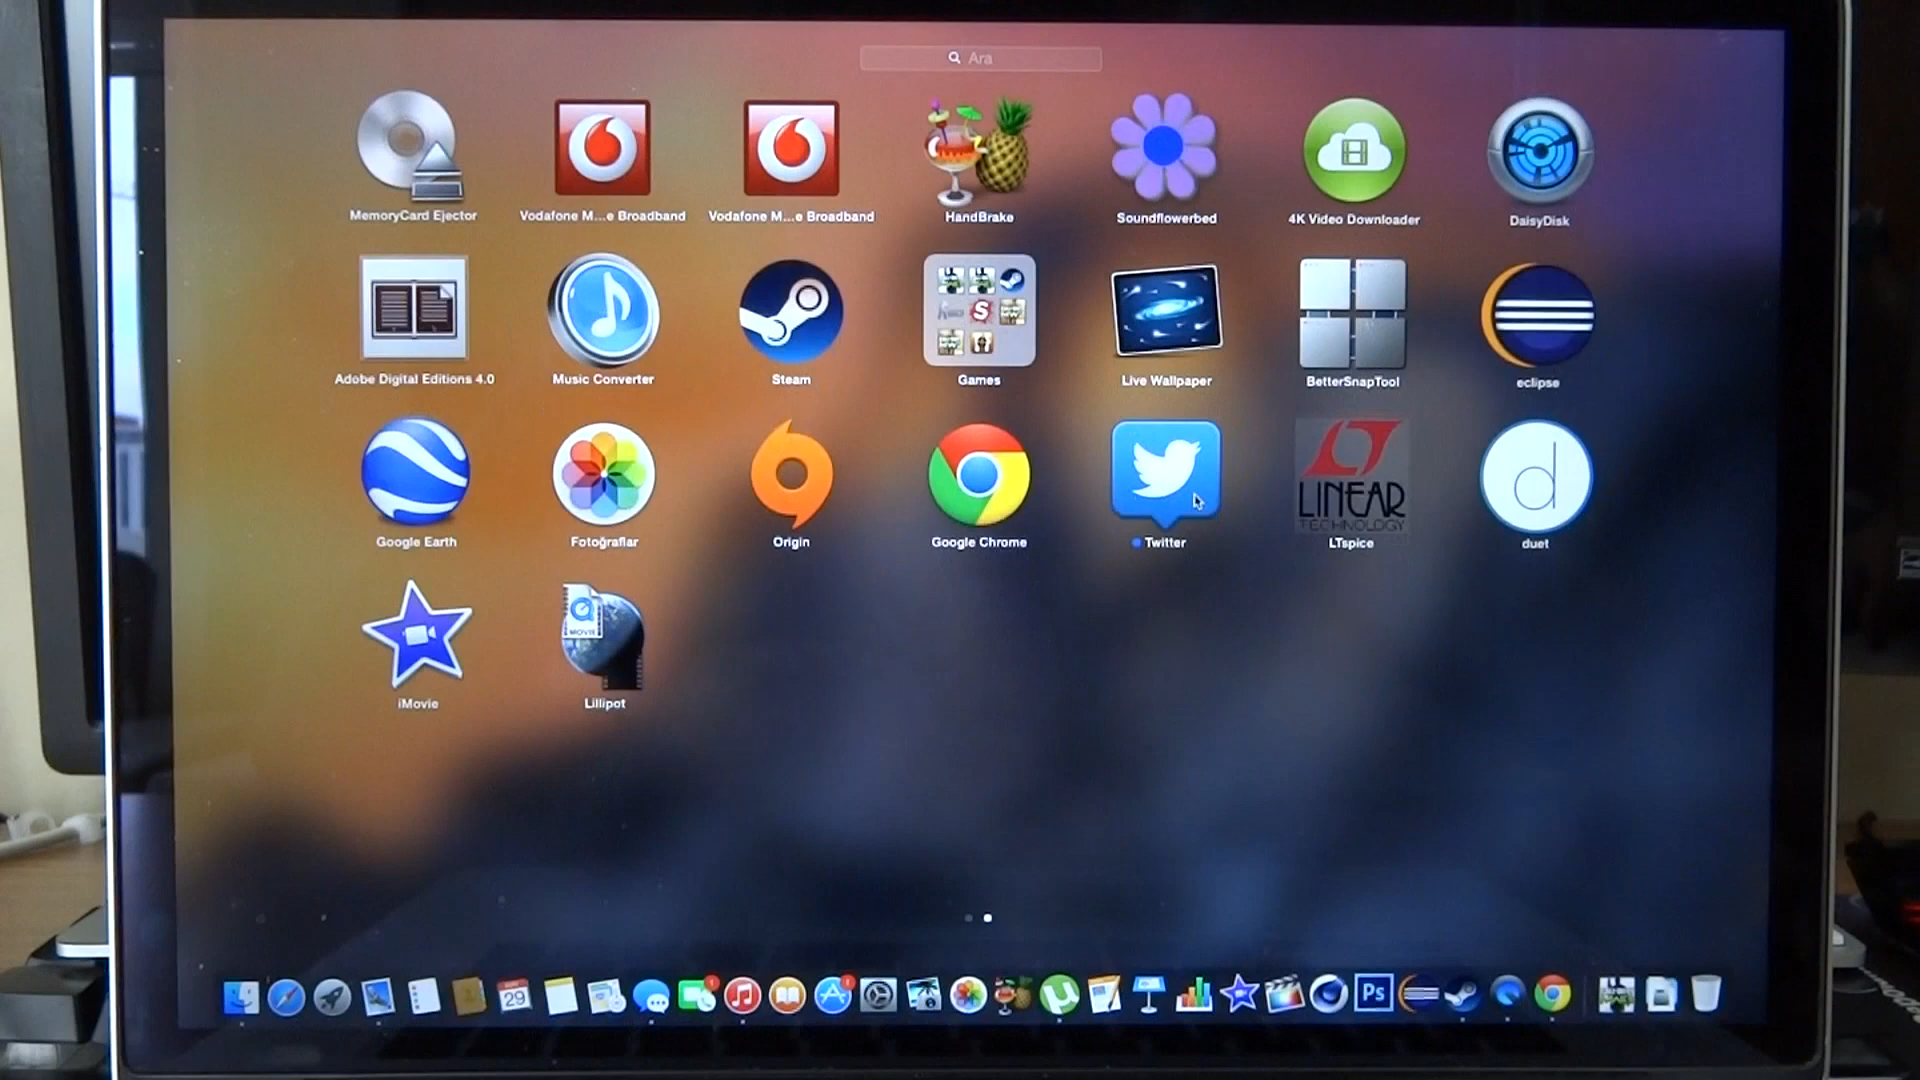 Ara
MemoryCard Ejector
Vodafone M...e Broadband
Vodafone M...e Broadband
HandBrake
Soundflowerbed
4K Video Downloader
DaisyDisk
Adobe Digital Editions 4.0
Music Converter
Steam
Games
Live Wallpaper
BetterSnapTool
eclipse
LINEAR
TECHNOLOGY
d
Google Earth
Fotoğraflar
Origin
Google Chrome
Twitter
LTspice
duet
MOVIE
iMovie
Lillipot
29
Ps